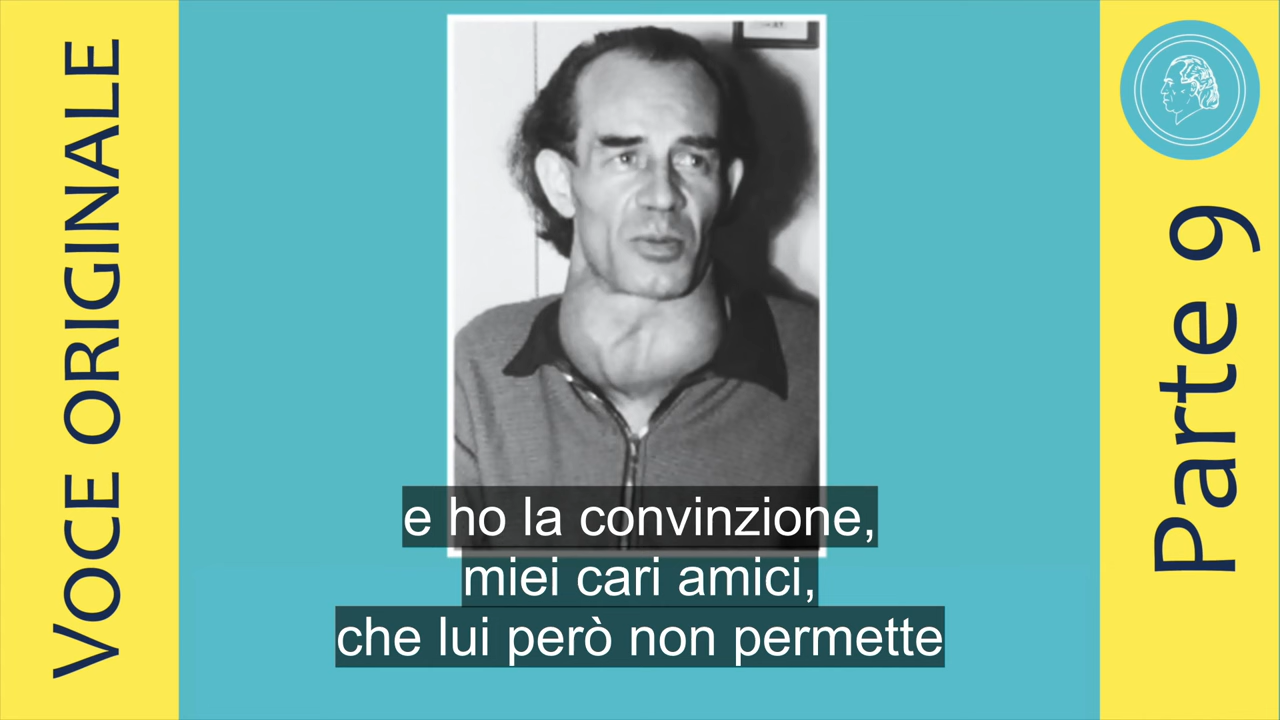 VOCE ORIGINALE
Parte 9
e ho la convinzione,
miei cari amici,
che lui però non permette